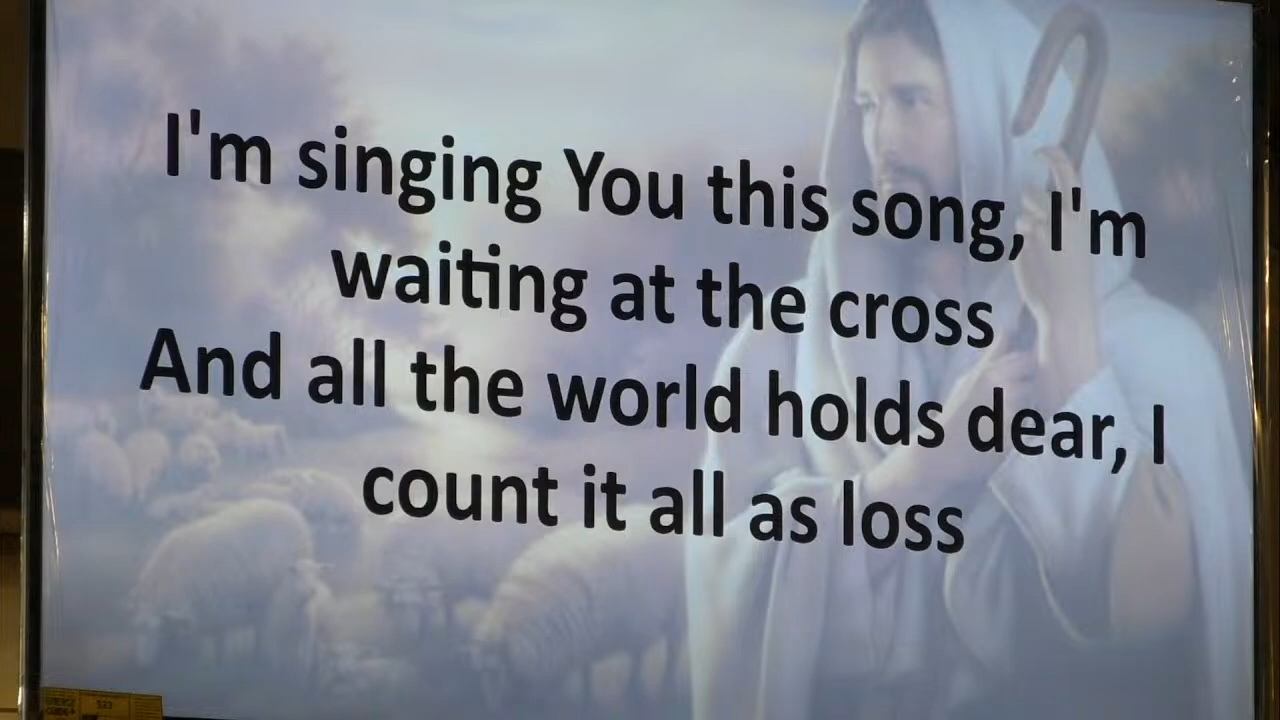 I'm singing You this song, I'm
waiting at the cross
And all the world holds dear, I
count it all as loss